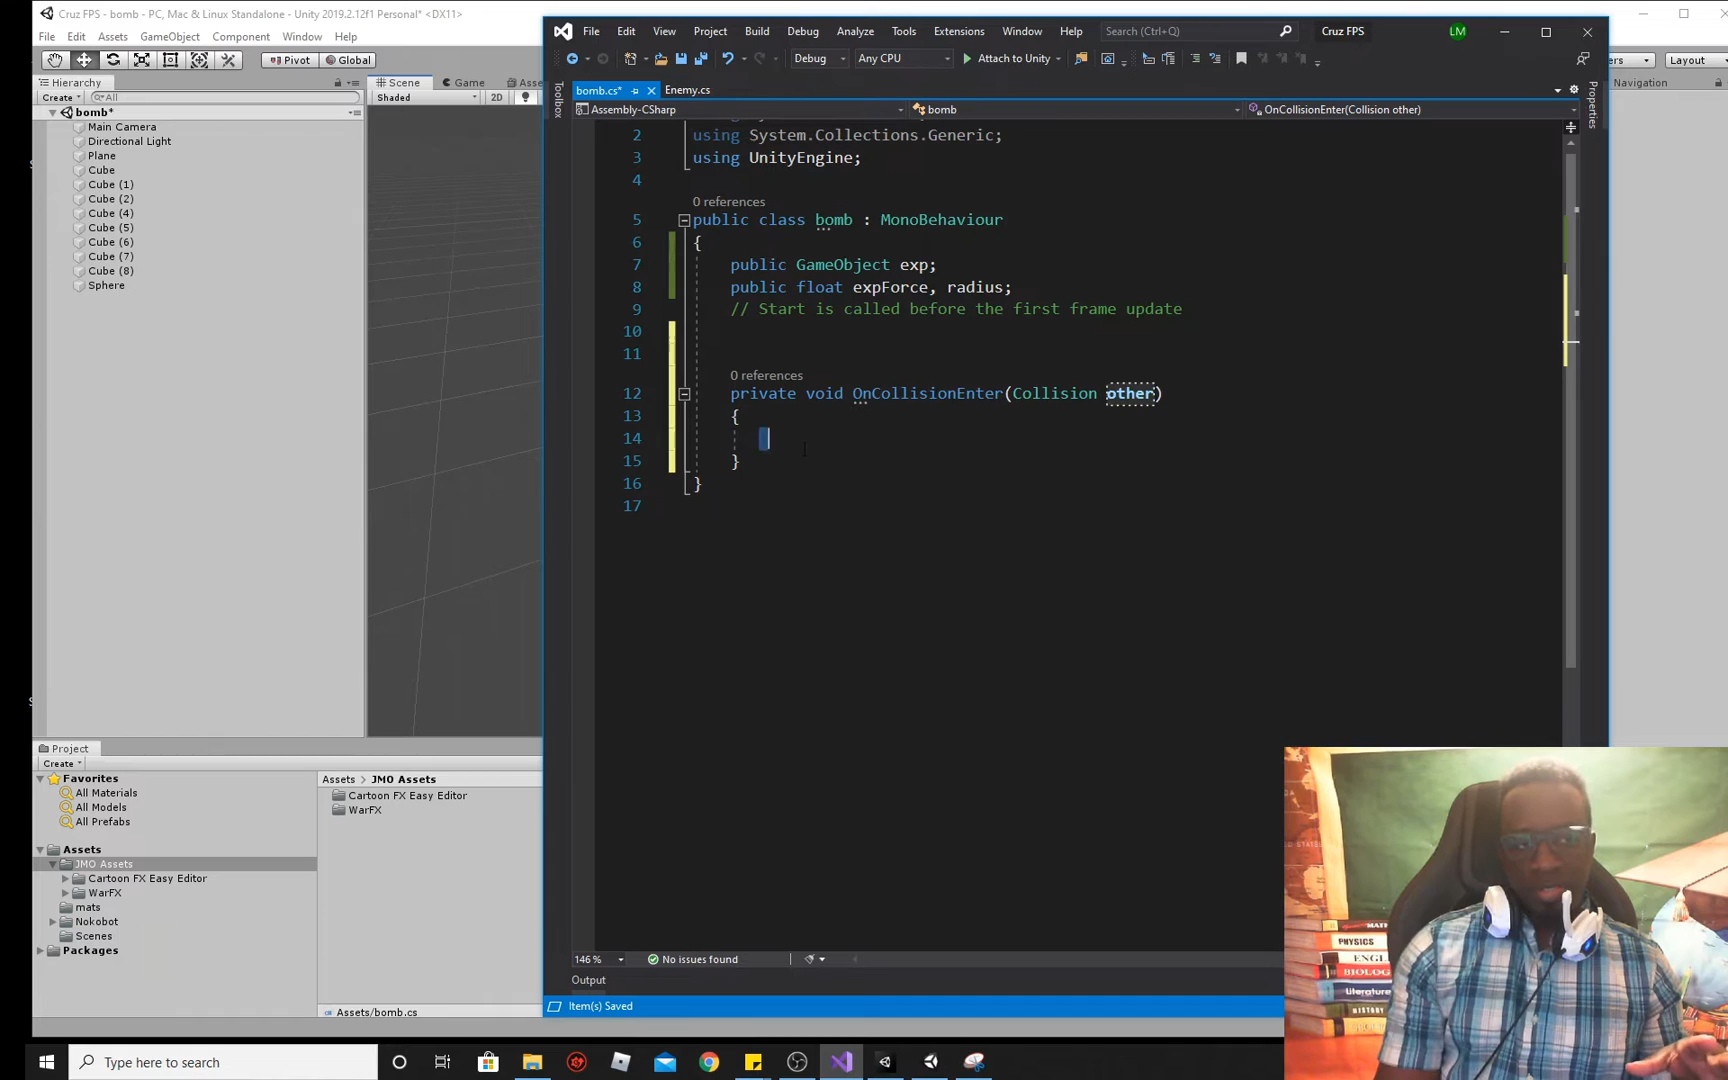 Cruz FPS - bomb - PC, Mac & Linux Standalone - Unity 2019.2.12f1 Personal* <DX11>
File Edit Assets GameObject Component Window Help
Pivot Global
Hierarchy
Create All
bomb*
Main Camera
Directional Light
Plane
Cube
Cube (1)
Cube (2)
Cube (4)
Cube (5)
Cube (6)
Cube (7)
Cube (8)
Sphere
Scene Game Asse
Shaded 2D
File Edit View Project Build Debug Analyze Tools Extensions Window Help Search (Ctrl+Q) Cruz FPS LM
Debug Any CPU Attach to Unity
Layout
Navigation
Toolbox
Properties
bomb.cs* Enemy.cs
Assembly-CSharp bomb OnCollisionEnter(Collision other)
2 using System.Collections.Generic;
3 using UnityEngine;
4
0 references
5 public class bomb : MonoBehaviour
6 {
7 public GameObject exp;
8 public float expForce, radius;
9 // Start is called before the first frame update
10
11
0 references
12 private void OnCollisionEnter(Collision other)
13 {
14
15 }
16 }
17
146 % No issues found
Output
Item(s) Saved
Project
Create
Favorites
All Materials
All Models
All Prefabs
Assets
JMO Assets
Cartoon FX Easy Editor
WarFX
mats
Nokobot
Scenes
Packages
Assets > JMO Assets
Cartoon FX Easy Editor
WarFX
Assets/bomb.cs
PHYSICS
BIOLOG
Literature
HISTORY
Type here to search